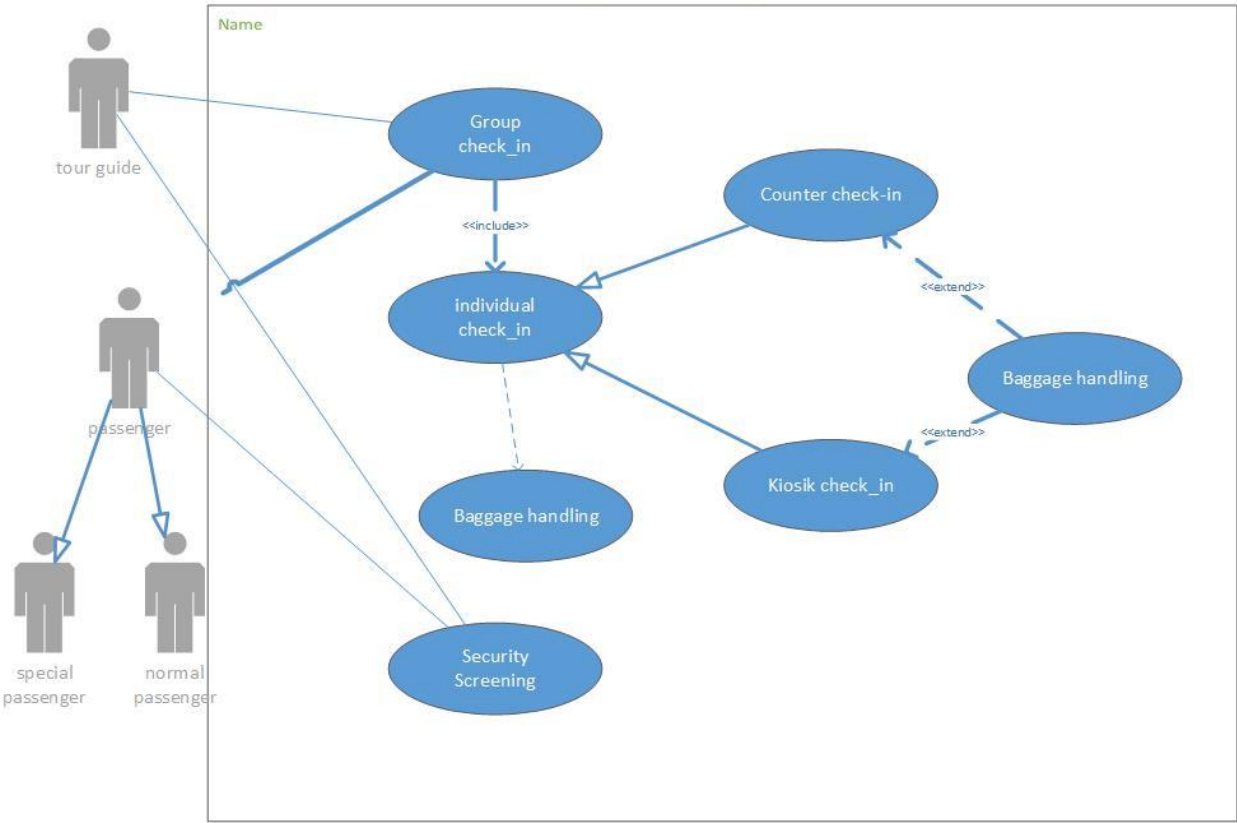 Name
tour guide
Group
check_in
Counter check-in
<<include>>
<<extend>>
individual
check_in
Baggage handling
passenger
<<extend>>
Kiosik check_in
Baggage handling
special
passenger
normal
passenger
Security
Screening